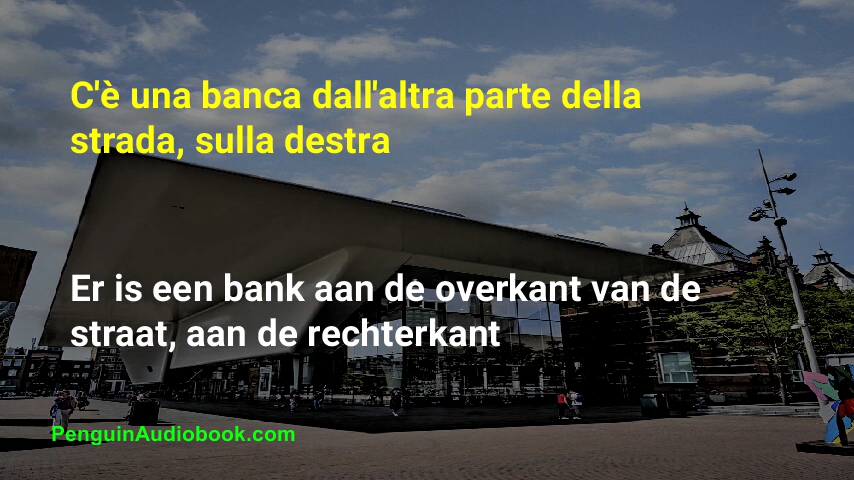 C'è una banca dall'altra parte della
strada, sulla destra
Er is een bank aan de overkant van de
straat, aan de rechterkant
PenguinAudiobook.com